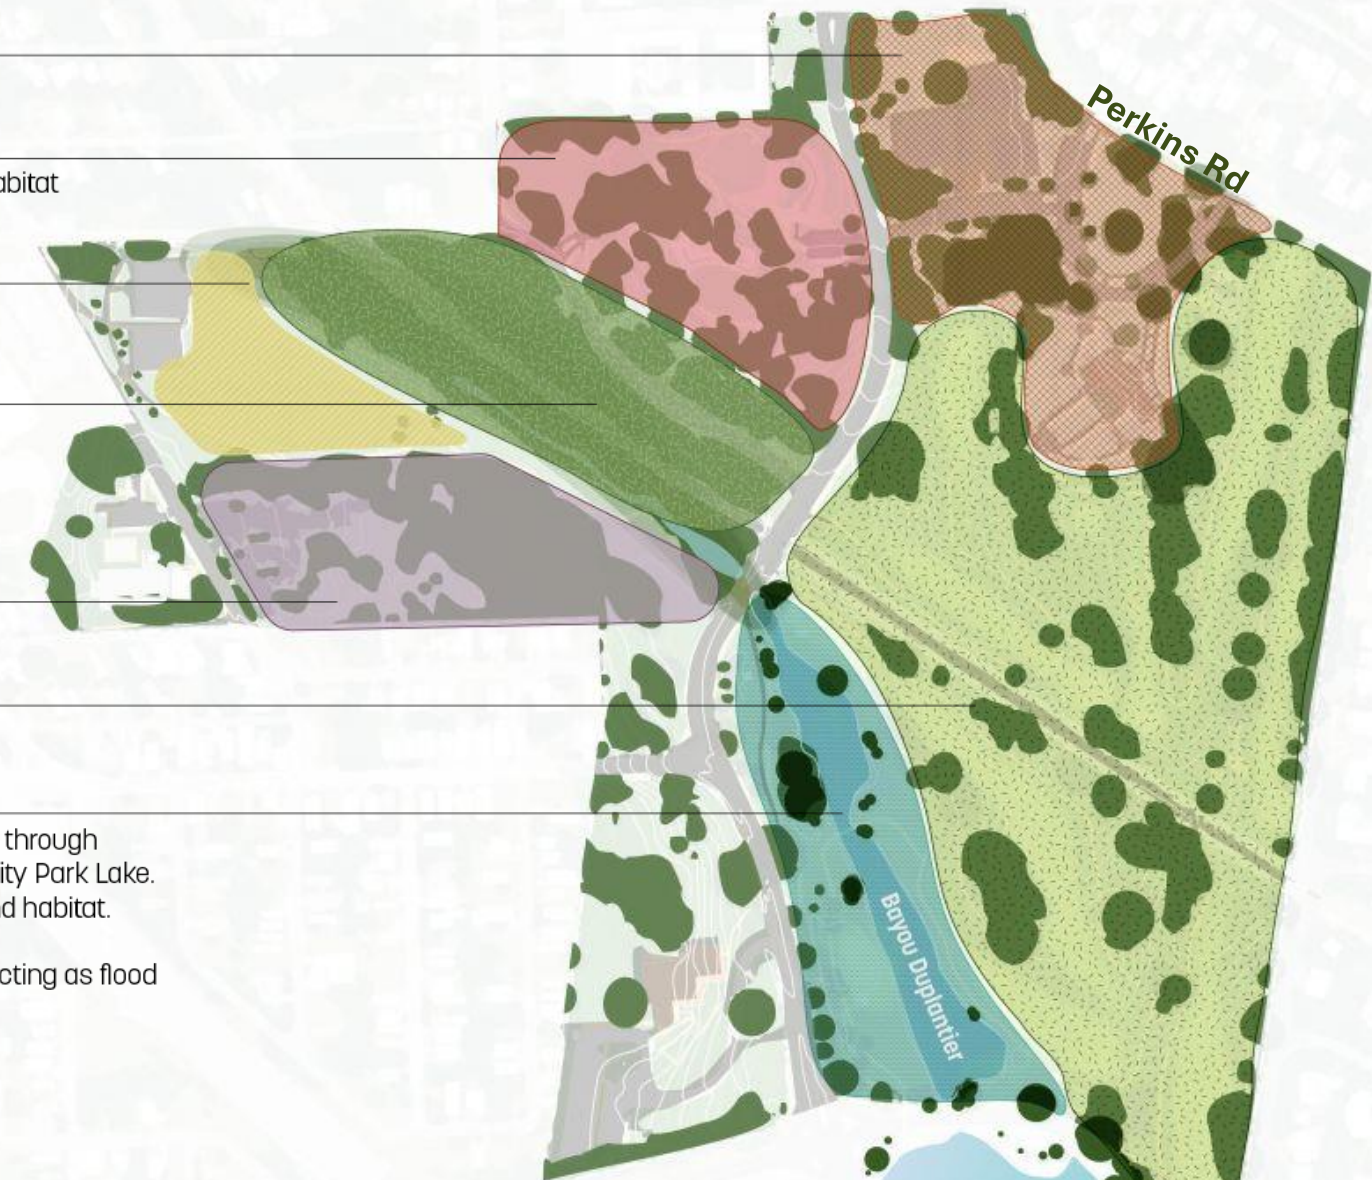 Perkins Rd
abitat
through
ity Park Lake.
d habitat.
cting as flood
Bayou Duplantier